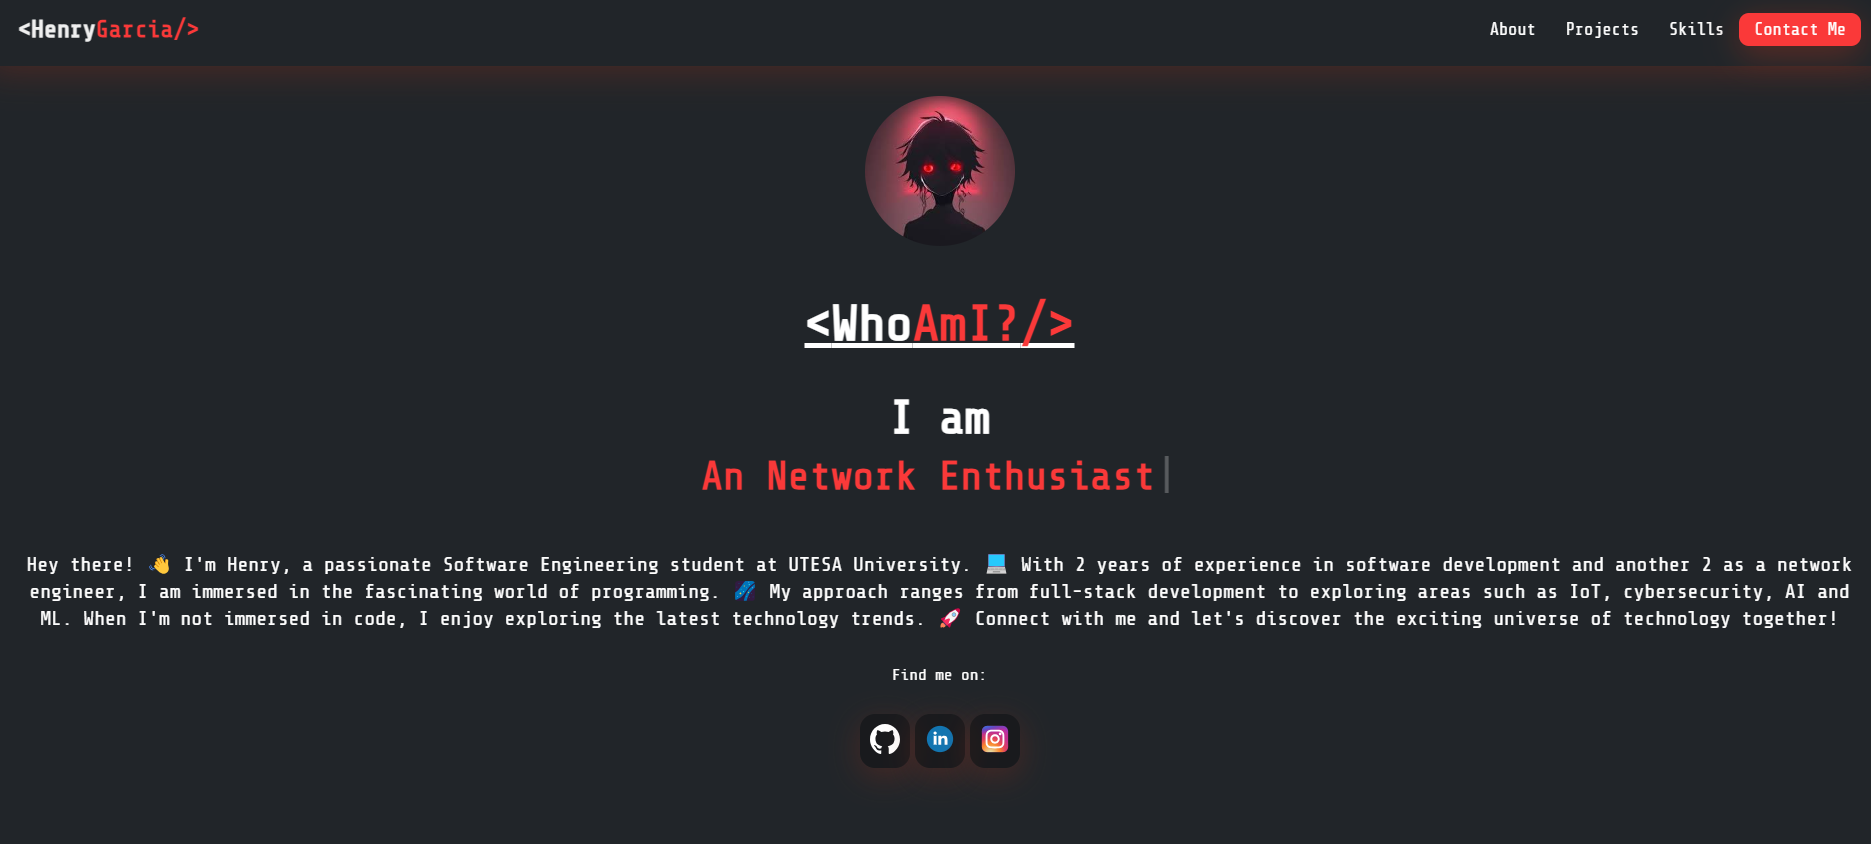 <HenryGarcia/>
About Projects Skills Contact Me
<WhoAmI?/>
I am
An Network Enthusiast|
Hey there! 👋 I'm Henry, a passionate Software Engineering student at UTESA University. 💻 With 2 years of experience in software development and another 2 as a network
engineer, I am immersed in the fascinating world of programming. 🌌 My approach ranges from full-stack development to exploring areas such as IoT, cybersecurity, AI and
ML. When I'm not immersed in code, I enjoy exploring the latest technology trends. 🚀 Connect with me and let's discover the exciting universe of technology together!
Find me on:
in